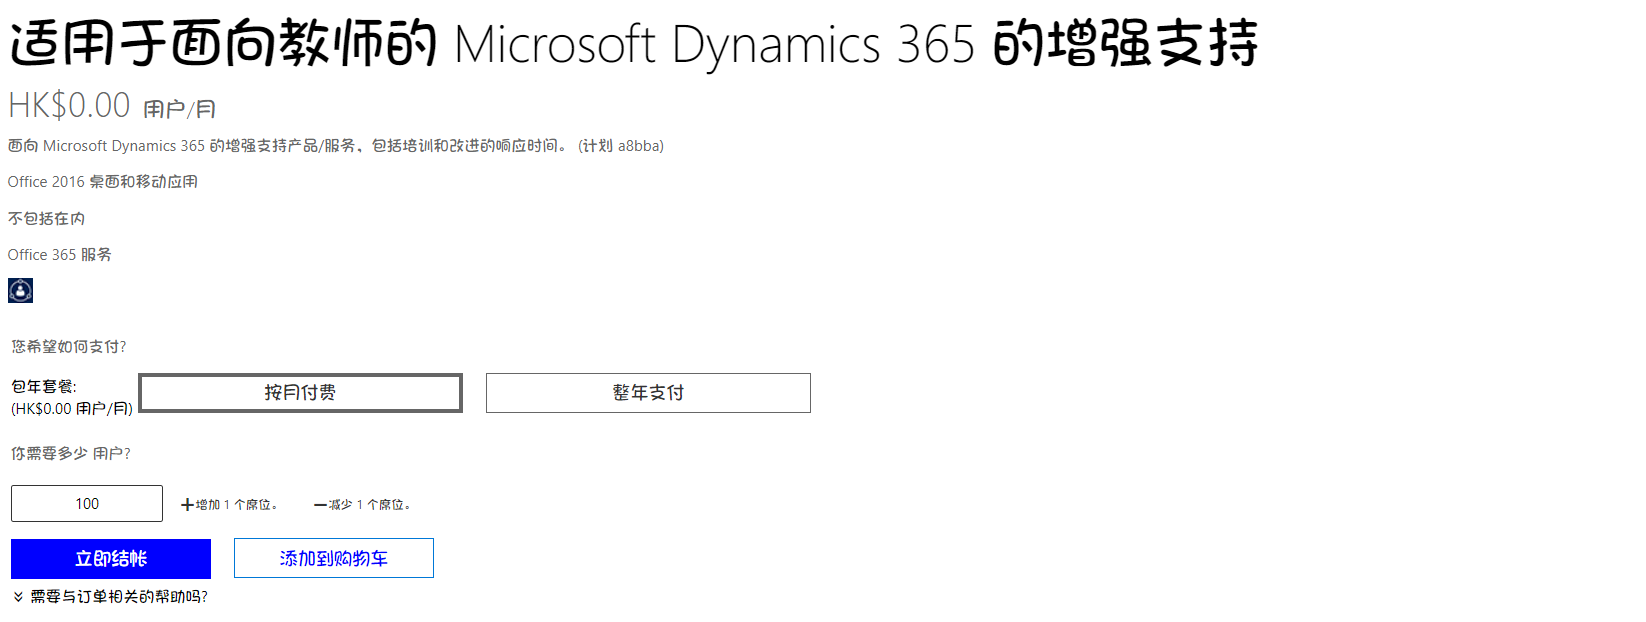 适用于面向教师的 Microsoft Dynamics 365 的增强支持
HK$0.00 用户/月
面向 Microsoft Dynamics 365 的增强支持产品/服务，包括培训和改进的响应时间。 (计划 a8bba)
Office 2016 桌面和移动应用
不包括在内
Office 365 服务
您希望如何支付?
包年套餐:
(HK$0.00 用户/月)
按月付费
整年支付
你需要多少 用户?
100
+增加 1 个席位。
—减少 1 个席位。
立即结帐
添加到购物车
需要与订单相关的帮助吗?